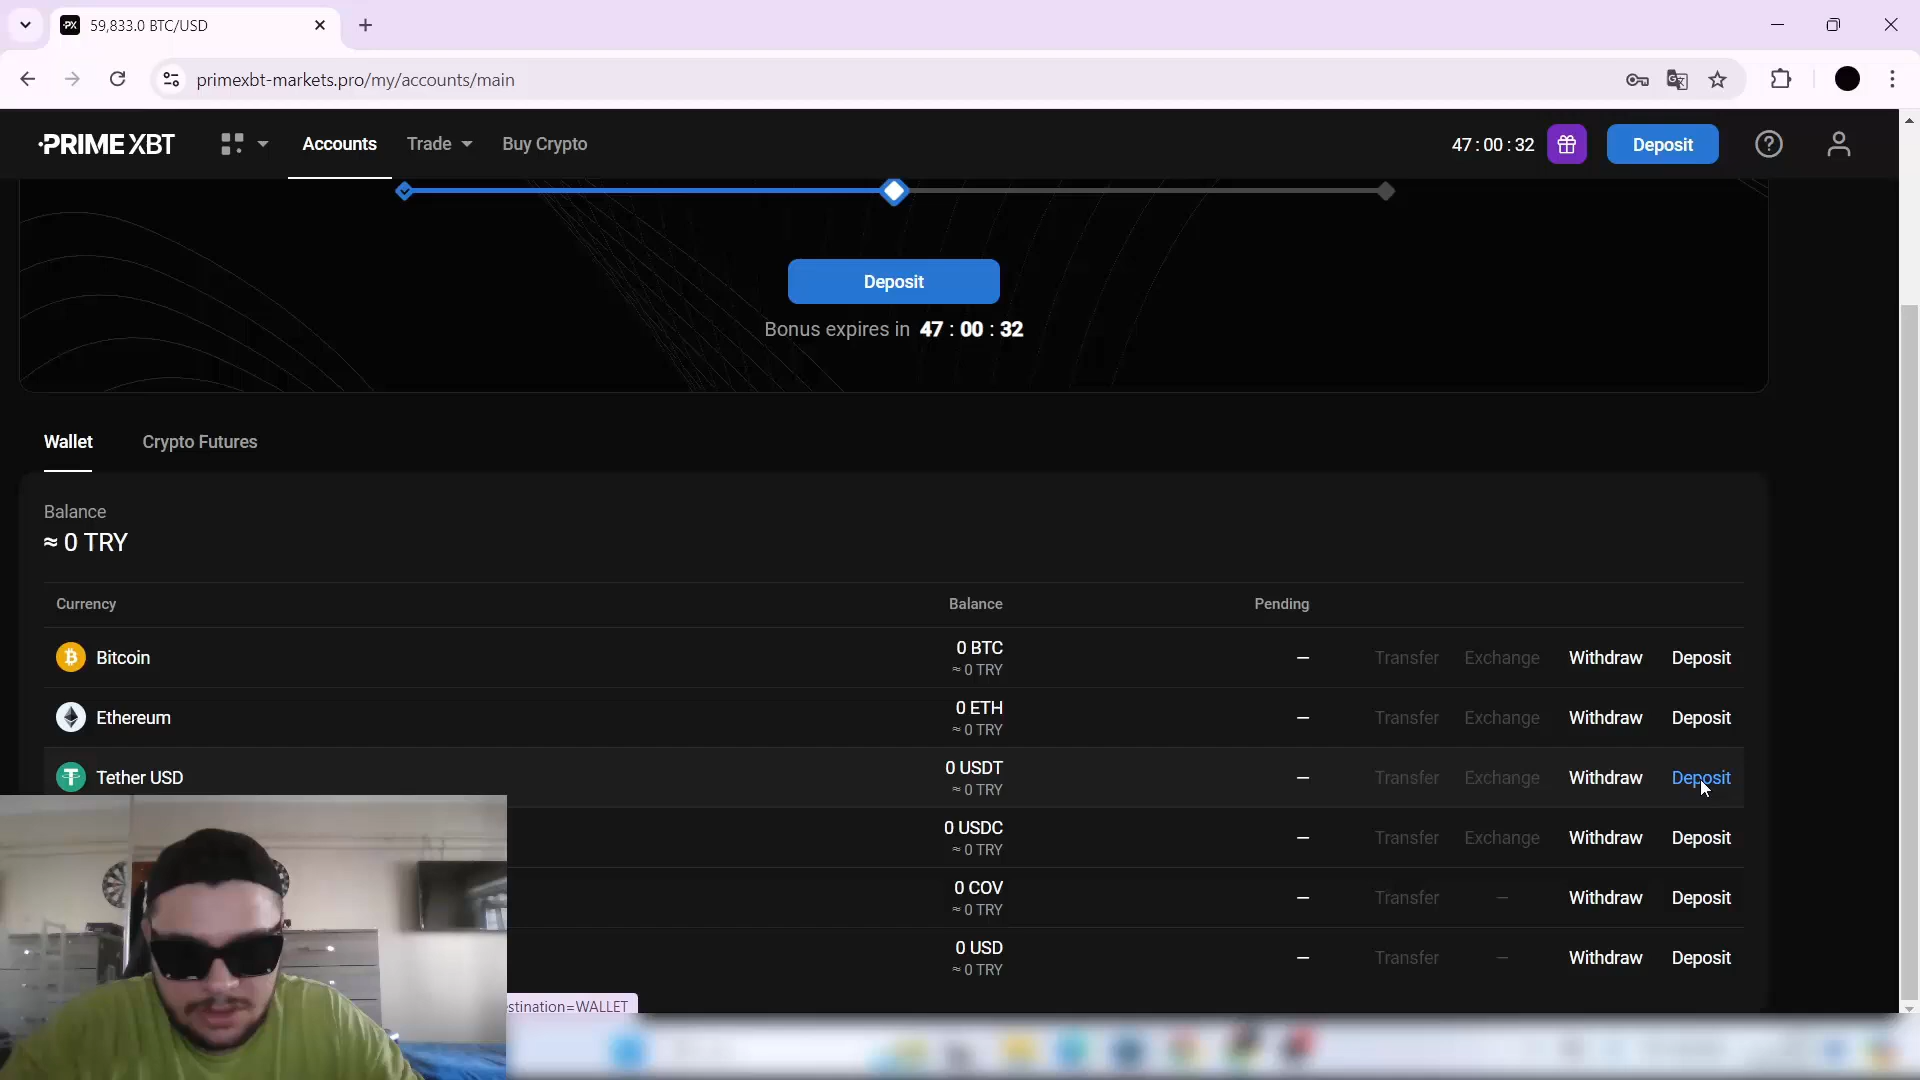 59,833.0 BTC/USD
primexbt-markets.pro/my/accounts/main
PRIME XBT
Accounts
Trade
Buy Crypto
47 : 00 : 32
Deposit
Deposit
Bonus expires in 47 : 00 : 32
Wallet
Crypto Futures
Balance
≈ 0 TRY
Currency Balance Pending
Bitcoin 0 BTC – Transfer Exchange Withdraw Deposit
≈ 0 TRY
Ethereum 0 ETH – Transfer Exchange Withdraw Deposit
≈ 0 TRY
Tether USD 0 USDT – Transfer Exchange Withdraw Deposit
≈ 0 TRY
0 USDC – Transfer Exchange Withdraw Deposit
≈ 0 TRY
0 COV – Transfer – Withdraw Deposit
≈ 0 TRY
0 USD – Transfer – Withdraw Deposit
≈ 0 TRY
estination=WALLET